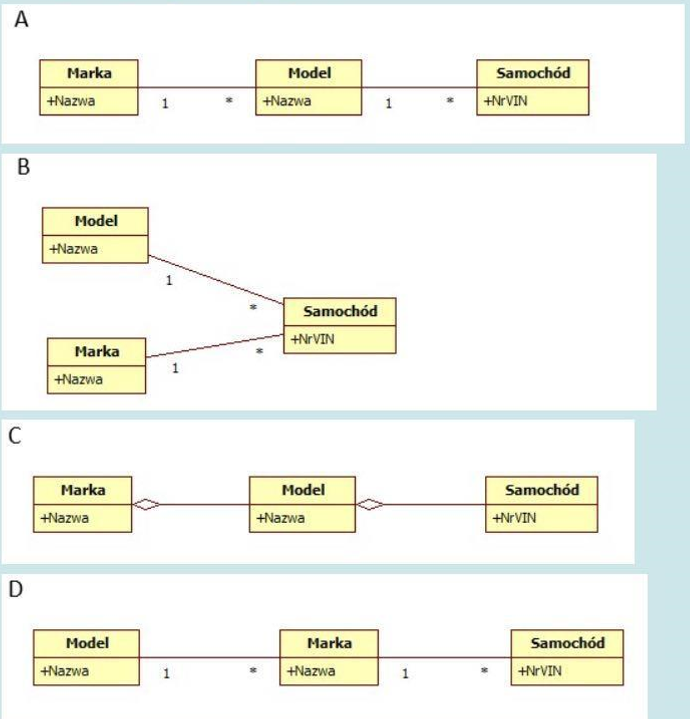 A
Marka Model Samochód
+Nazwa 1 * +Nazwa 1 * +NrVIN
B
Model
+Nazwa
1
* Samochód
+NrVIN
Marka *
1
+Nazwa
C
Marka Model Samochód
+Nazwa +Nazwa +NrVIN
D
Model Marka Samochód
+Nazwa 1 * +Nazwa 1 * +NrVIN